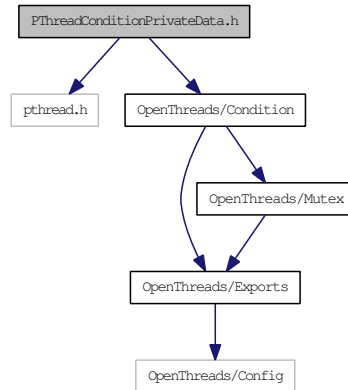 PThreadConditionPrivateData.h
pthread.h
OpenThreads/Condition
OpenThreads/Mutex
OpenThreads/Exports
OpenThreads/Config